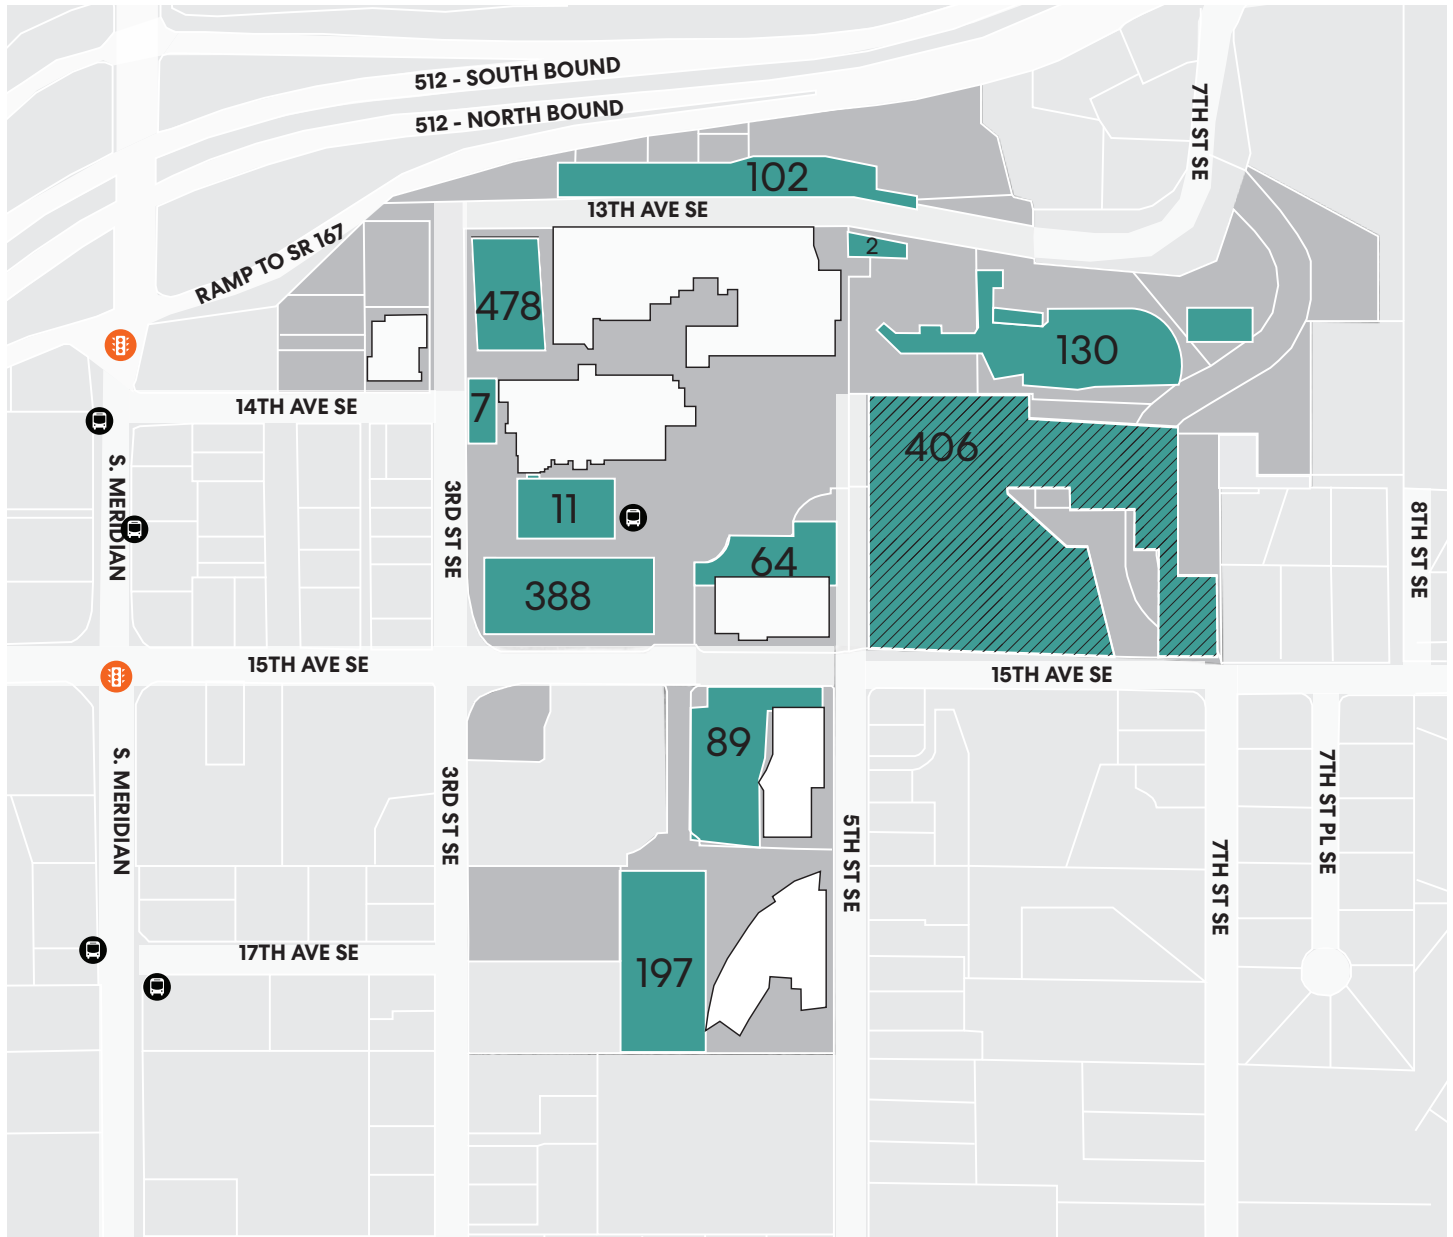 512 - SOUTH BOUND
512 - NORTH BOUND
7TH ST SE
102
13TH AVE SE
RAMP TO SR 167
2
478
130
14TH AVE SE
7
406
S. MERIDIAN
3RD ST SE
11
8TH ST SE
64
388
15TH AVE SE
15TH AVE SE
89
S. MERIDIAN
3RD ST SE
5TH ST SE
7TH ST SE
7TH ST PL SE
17TH AVE SE
197